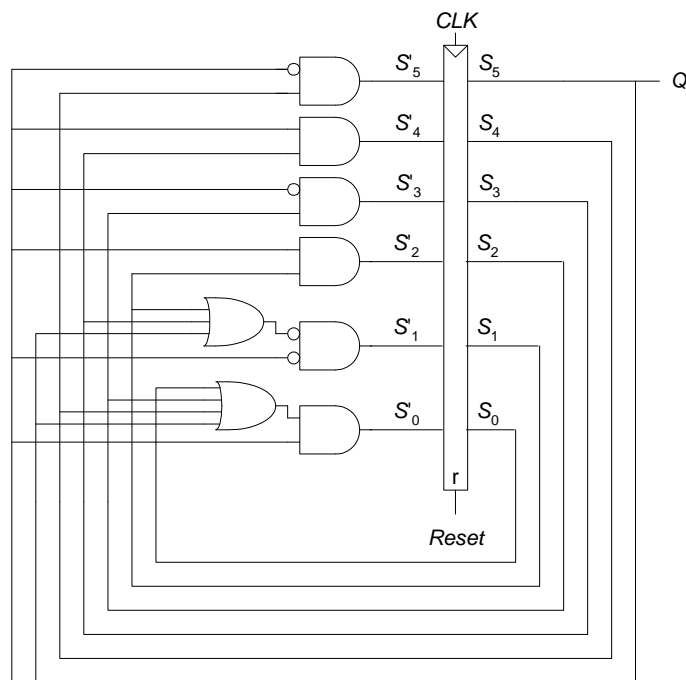 CLK
S'5 S5
Q
S'4 S4
S'3 S3
S'2 S2
S'1 S1
S'0 S0
r
Reset